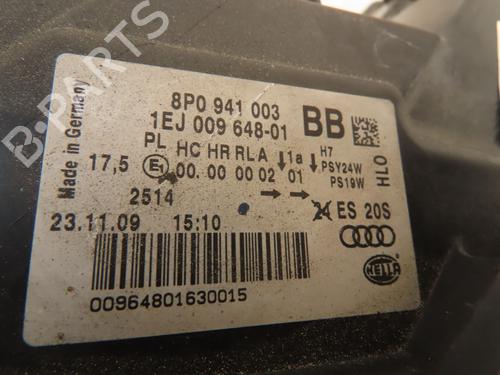 B-PARTS
Made in Germany
8P0 941 003
1EJ 009 648-01
BB
PL HC HR RLA 1a H7
17,5 E1 00. 00 00 02 01 PSY24W
PS19W
HLO
2514
24 ES 20S
23.11.09 15:10
HELLA
00964801630015